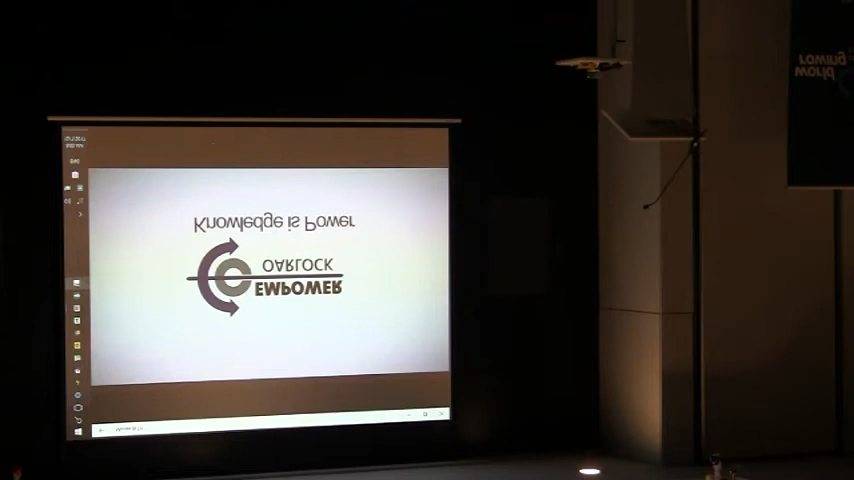 EMPOWER
OARLOCK
Knowledge is Power
world
rowing